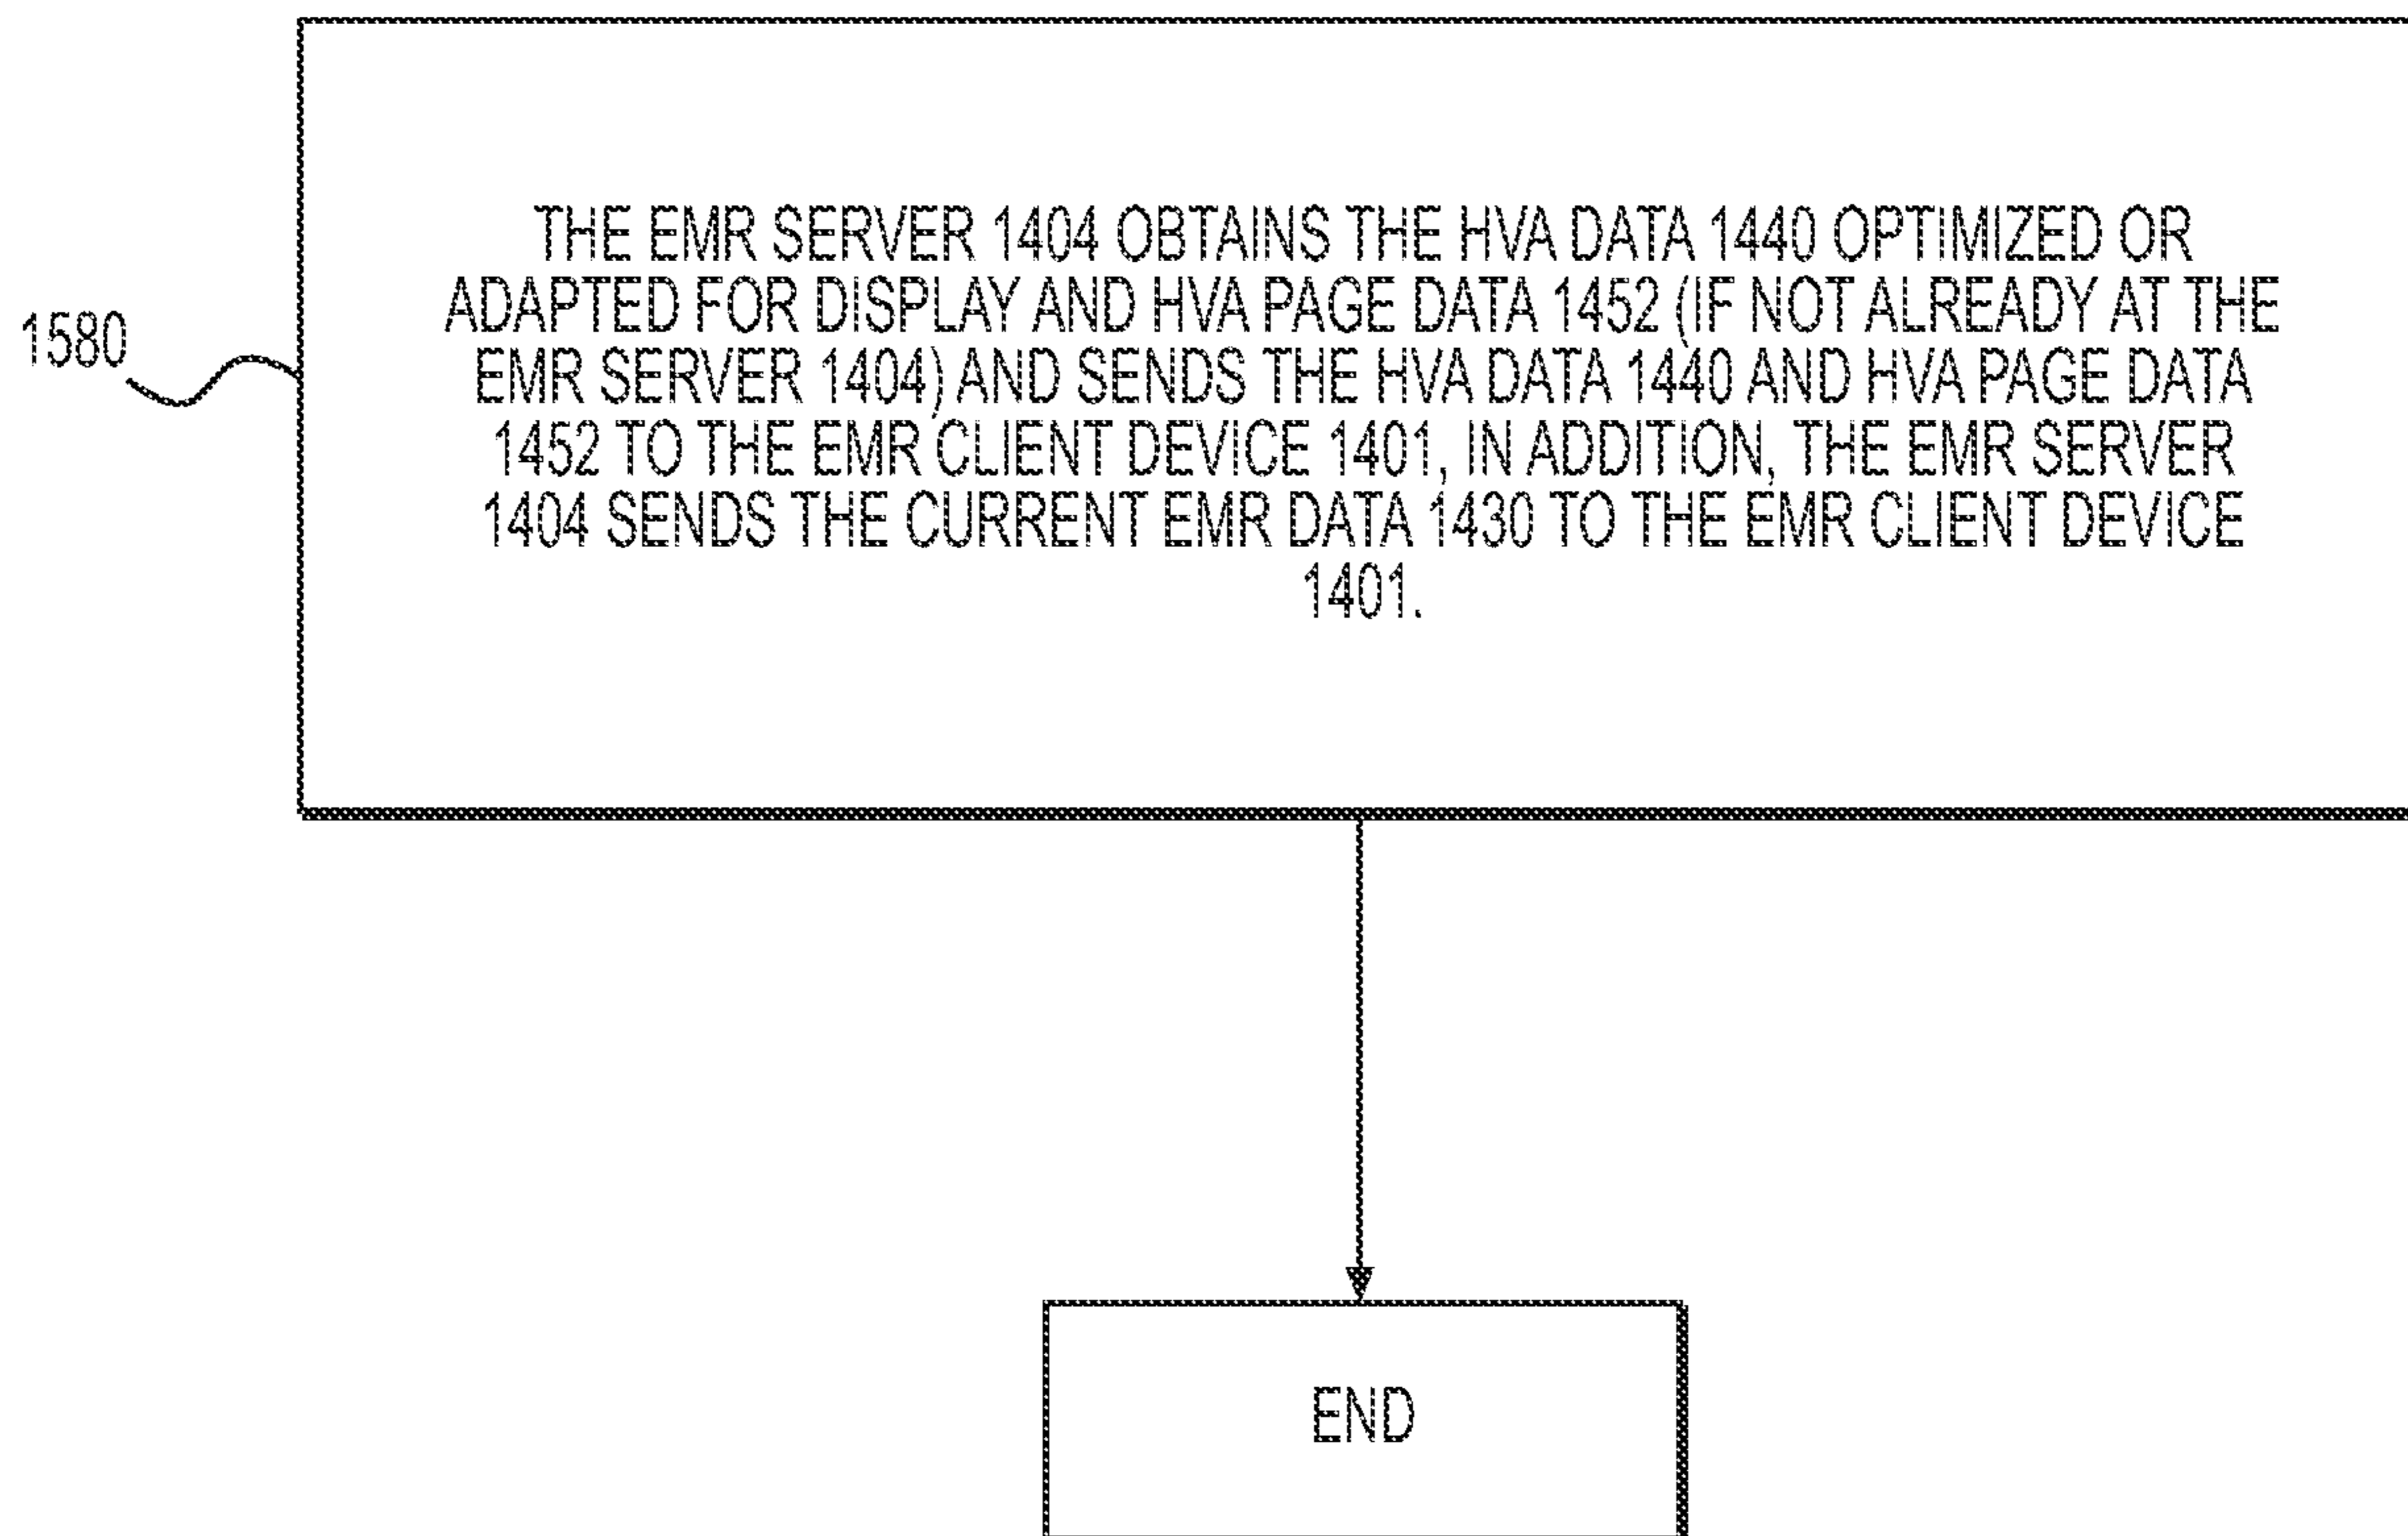 THE EMR SERVER 1404 OBTAINS THE HVA DATA 1440 OPTIMIZED OR
ADAPTED FOR DISPLAY AND HVA PAGE DATA 1452 (IF NOT ALREADY AT THE
1580
EMR SERVER 1404) AND SENDS THE HVA DATA 1440 AND HVA PAGE DATA
1452 TO THE EMR CLIENT DEVICE 1401, IN ADDITION, THE EMR SERVER
1404 SENDS THE CURRENT EMR DATA 1430 TO THE EMR CLIENT DEVICE
1401.
END